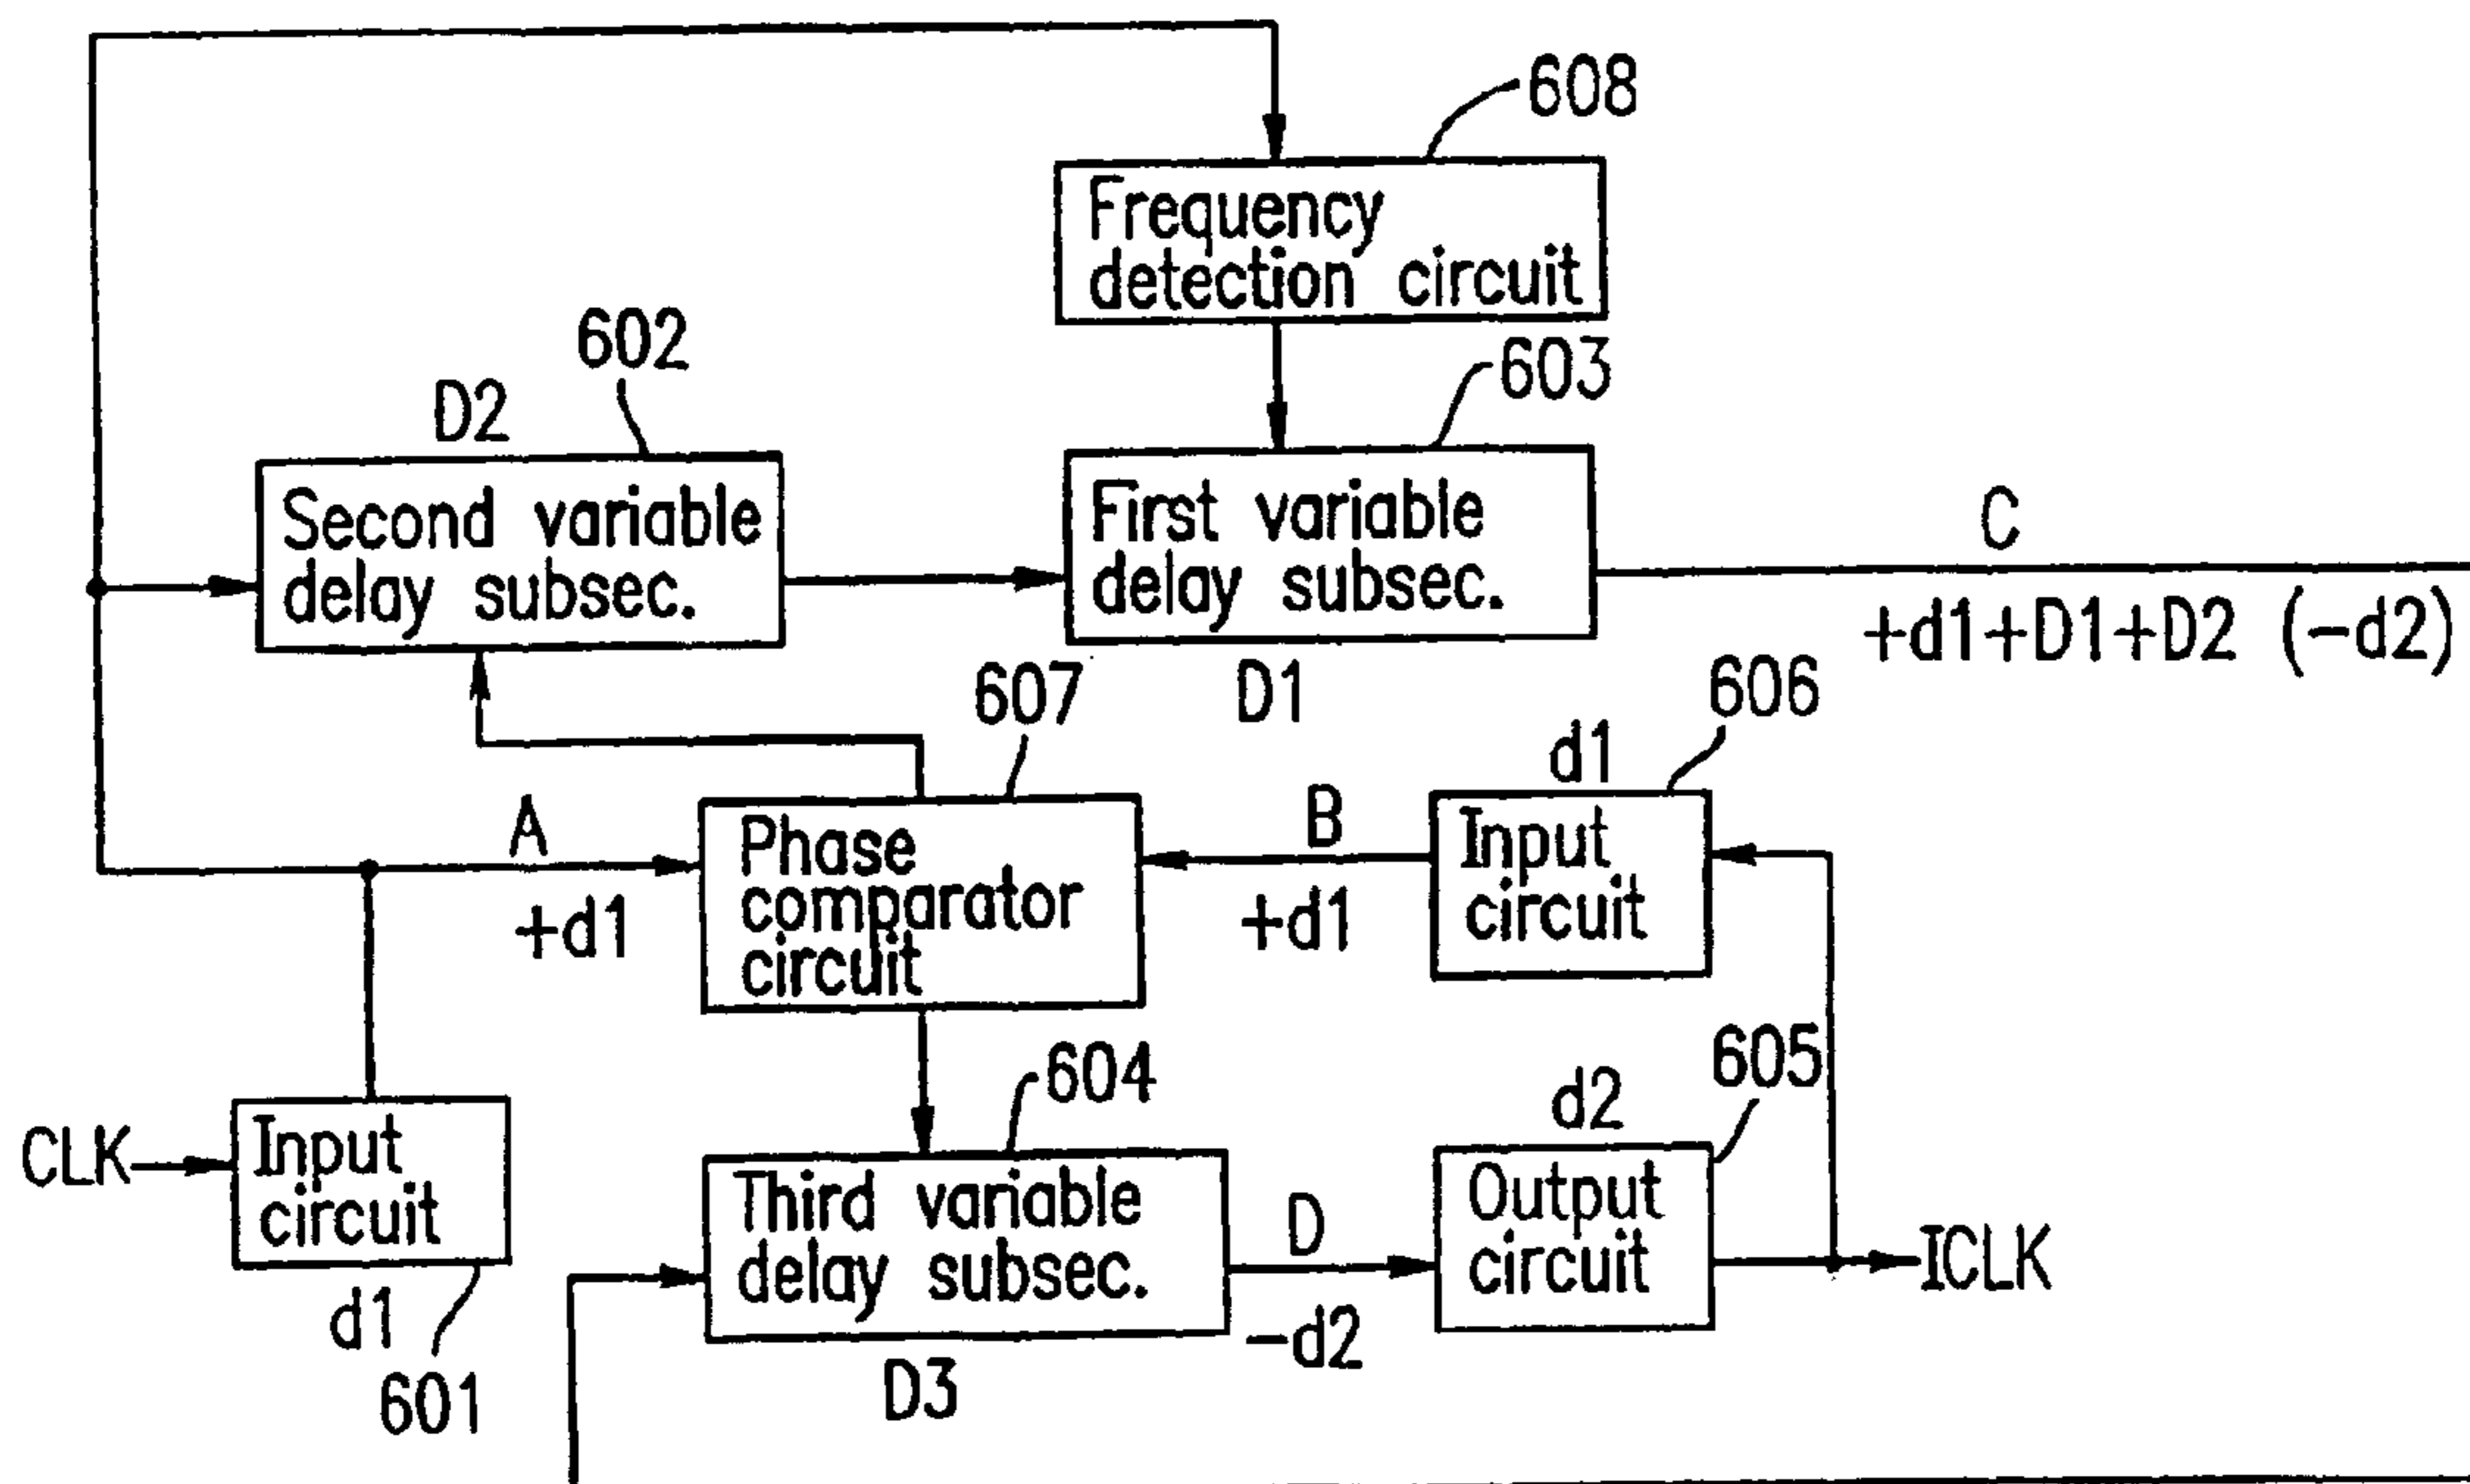 608
Frequency
detection circuit
602
603
D2
Second variable
delay subsec.
First variable
delay subsec.
C
+d1+D1+D2 (-d2)
607
D1
606
d1
A
Phase
comparator
circuit
B
Input
circuit
+d1
+d1
604
605
d2
CLK
Input
circuit
Third variable
delay subsec.
D
Output
circuit
ICLK
d1
-d2
601
D3